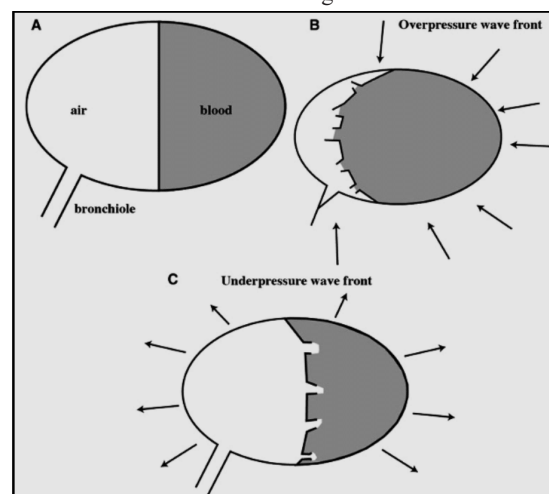 A
air
blood
bronchiole
B
Overpressure wave front
C
Underpressure wave front